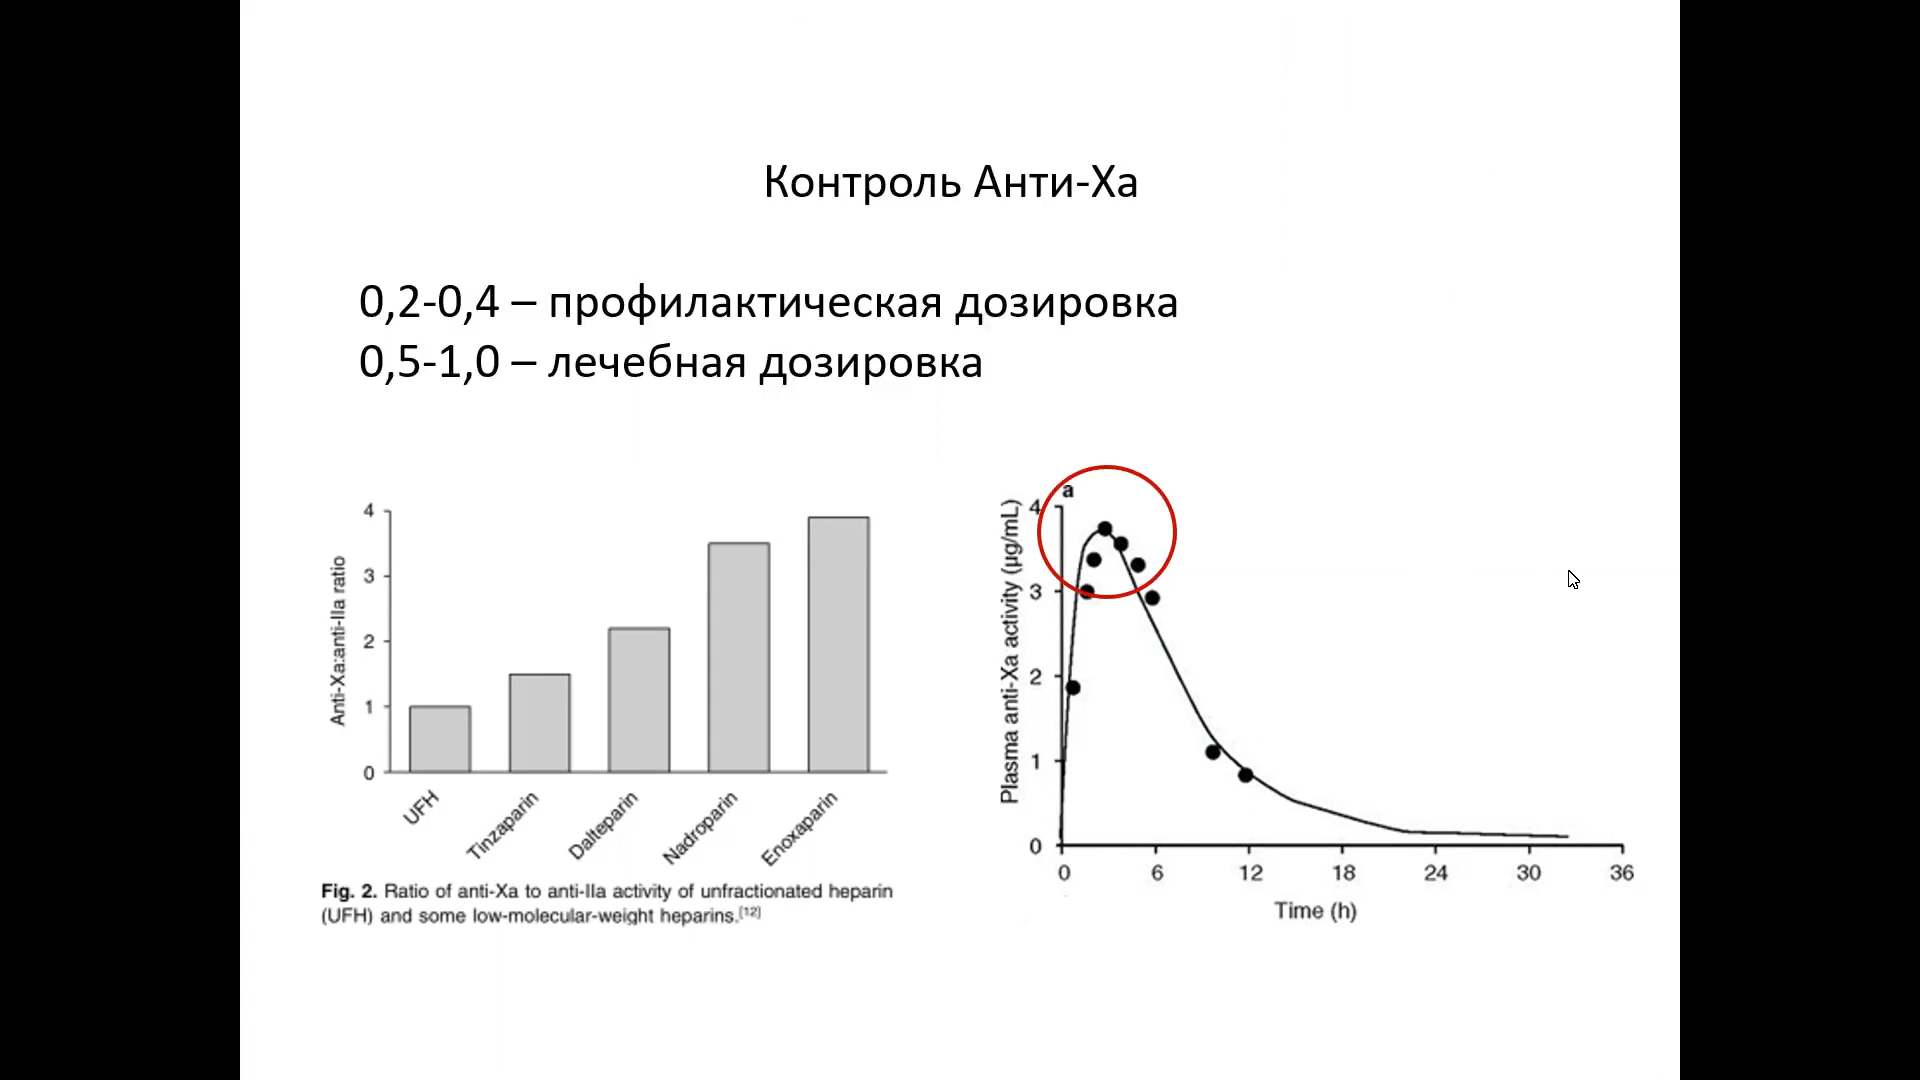 Контроль Анти-Ха
0,2-0,4 – профилактическая дозировка
0,5-1,0 – лечебная дозировка
Anti-Xa:anti-IIa ratio
4
3
2
1
0
UFH
Tinzaparin
Dalteparin
Nadroparin
Enoxaparin
Fig. 2. Ratio of anti-Xa to anti-IIa activity of unfractionated heparin
(UFH) and some low-molecular-weight heparins.[12]
a
Plasma anti-Xa activity (µg/mL)
4
3
2
1
0
0 6 12 18 24 30 36
Time (h)